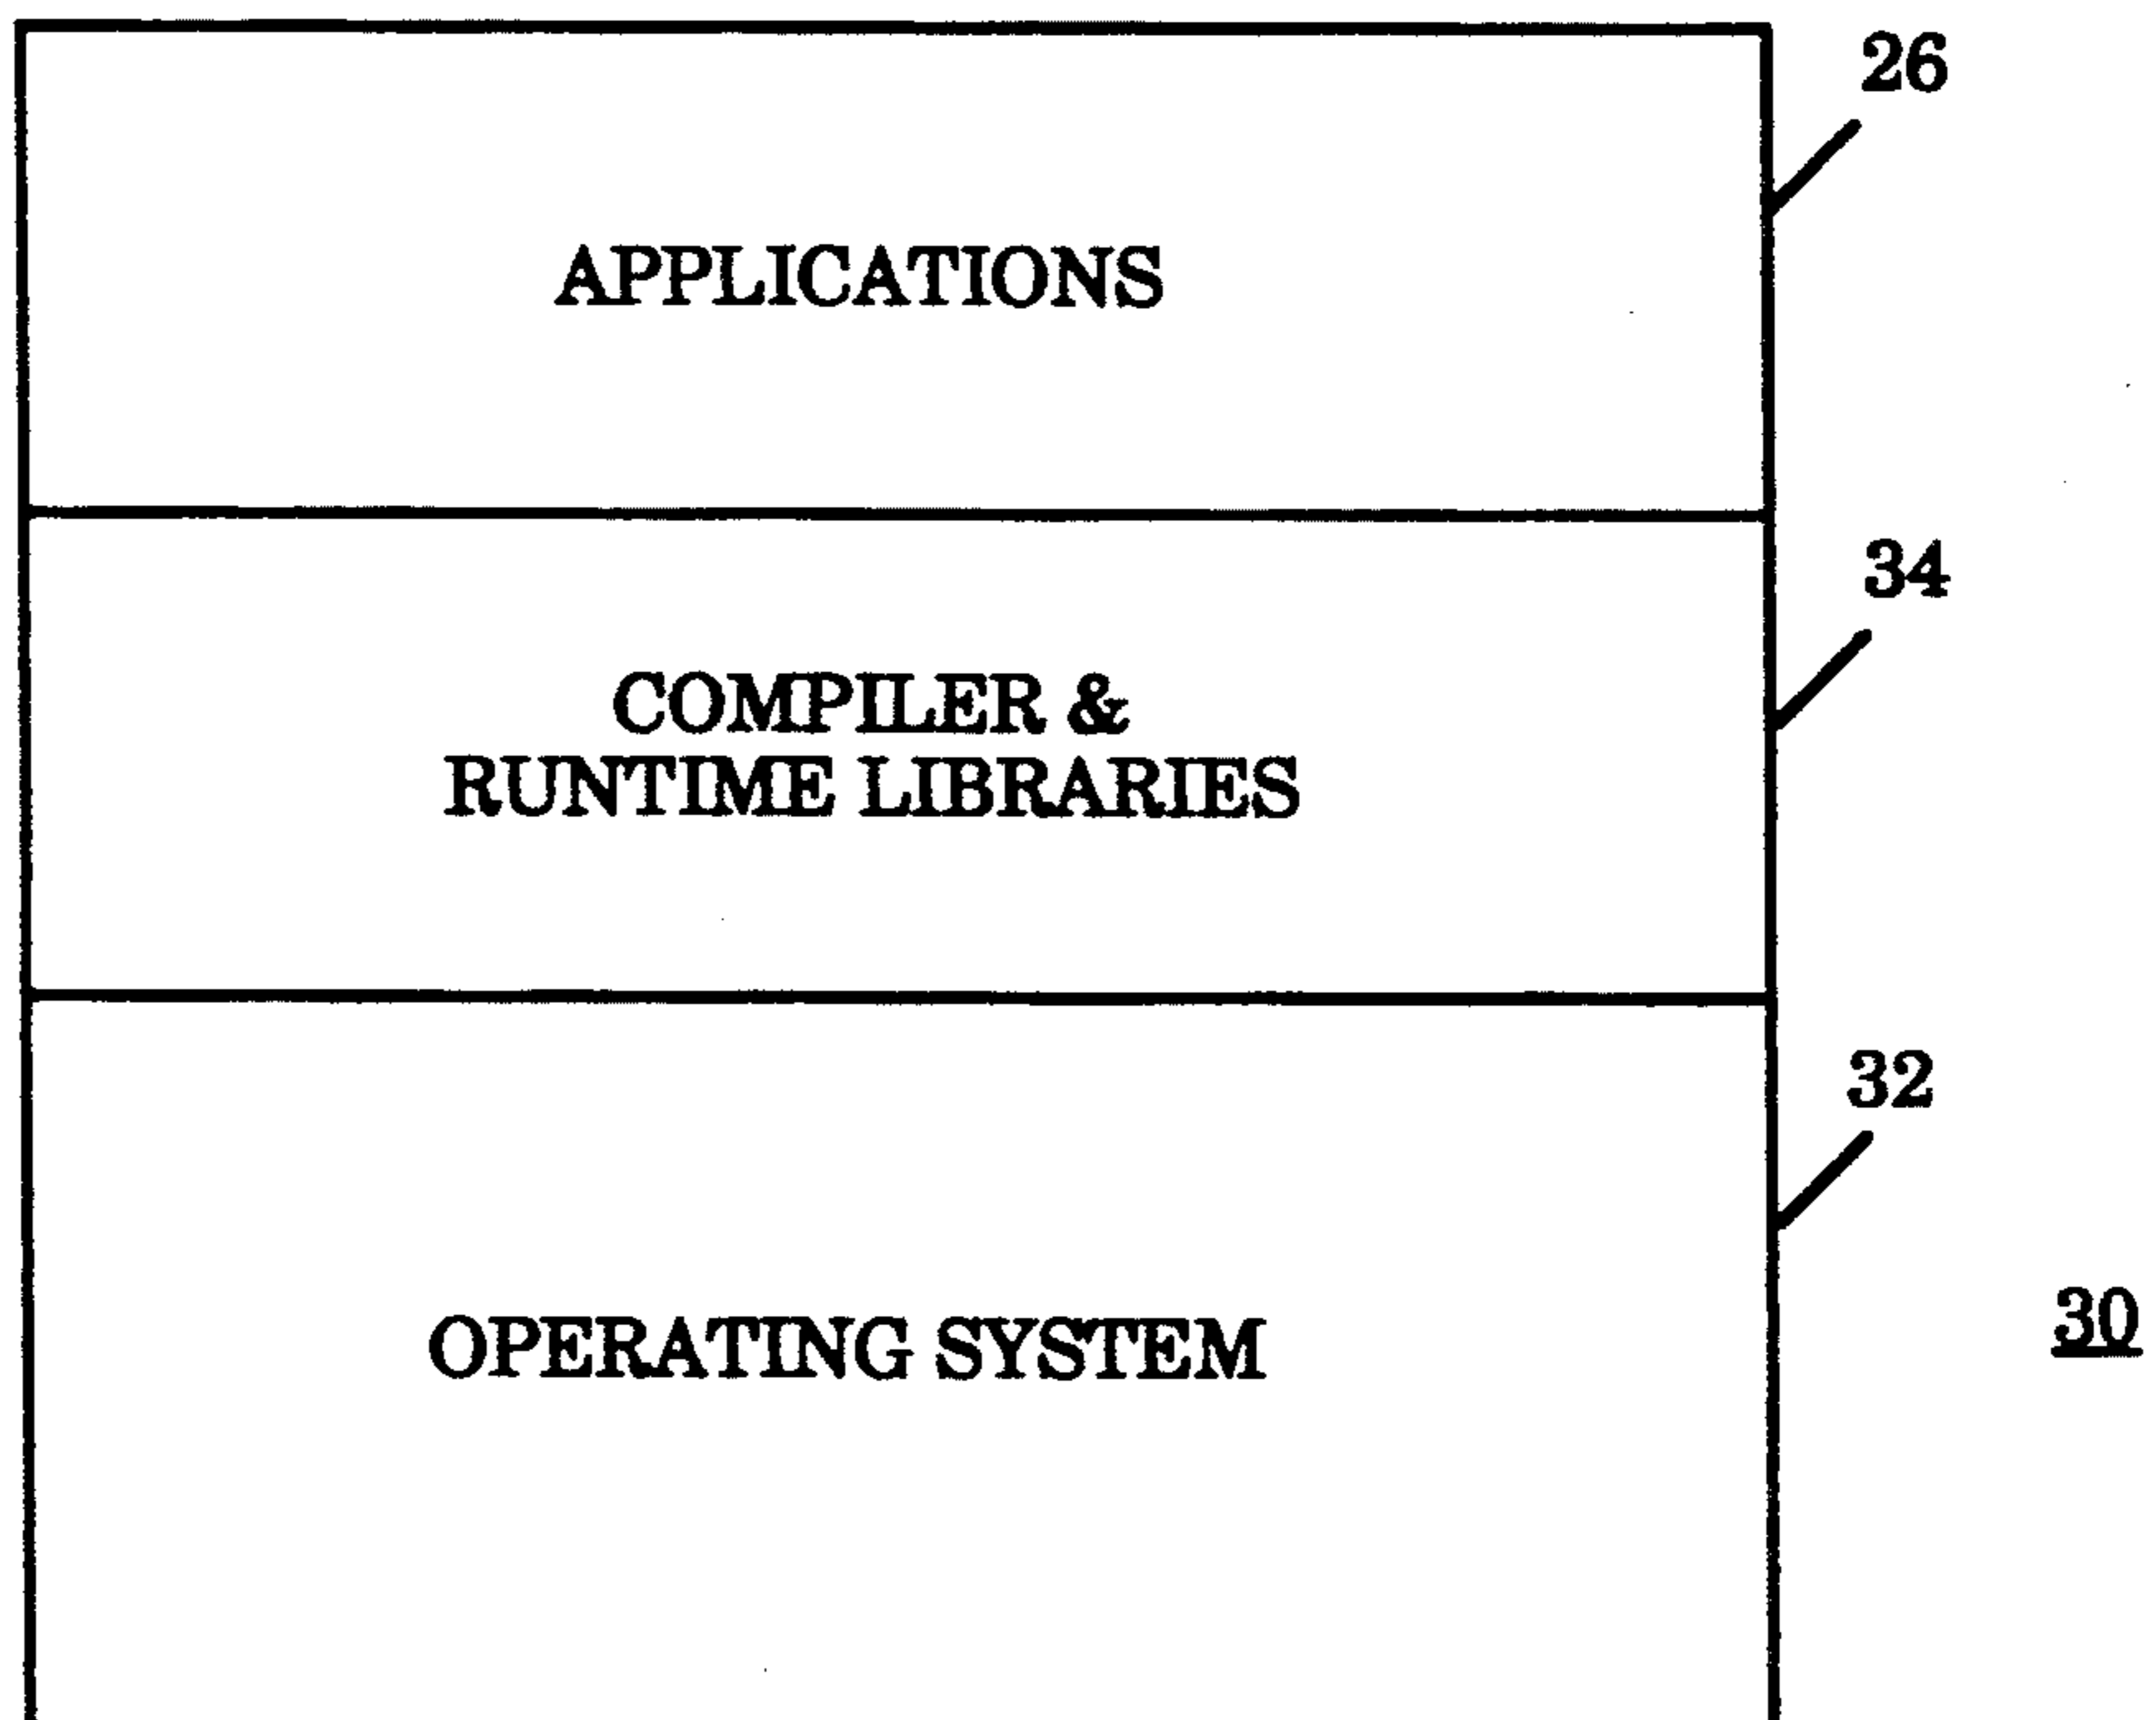 26
APPLICATIONS
34
COMPILER &
RUNTIME LIBRARIES
32
30
OPERATING SYSTEM